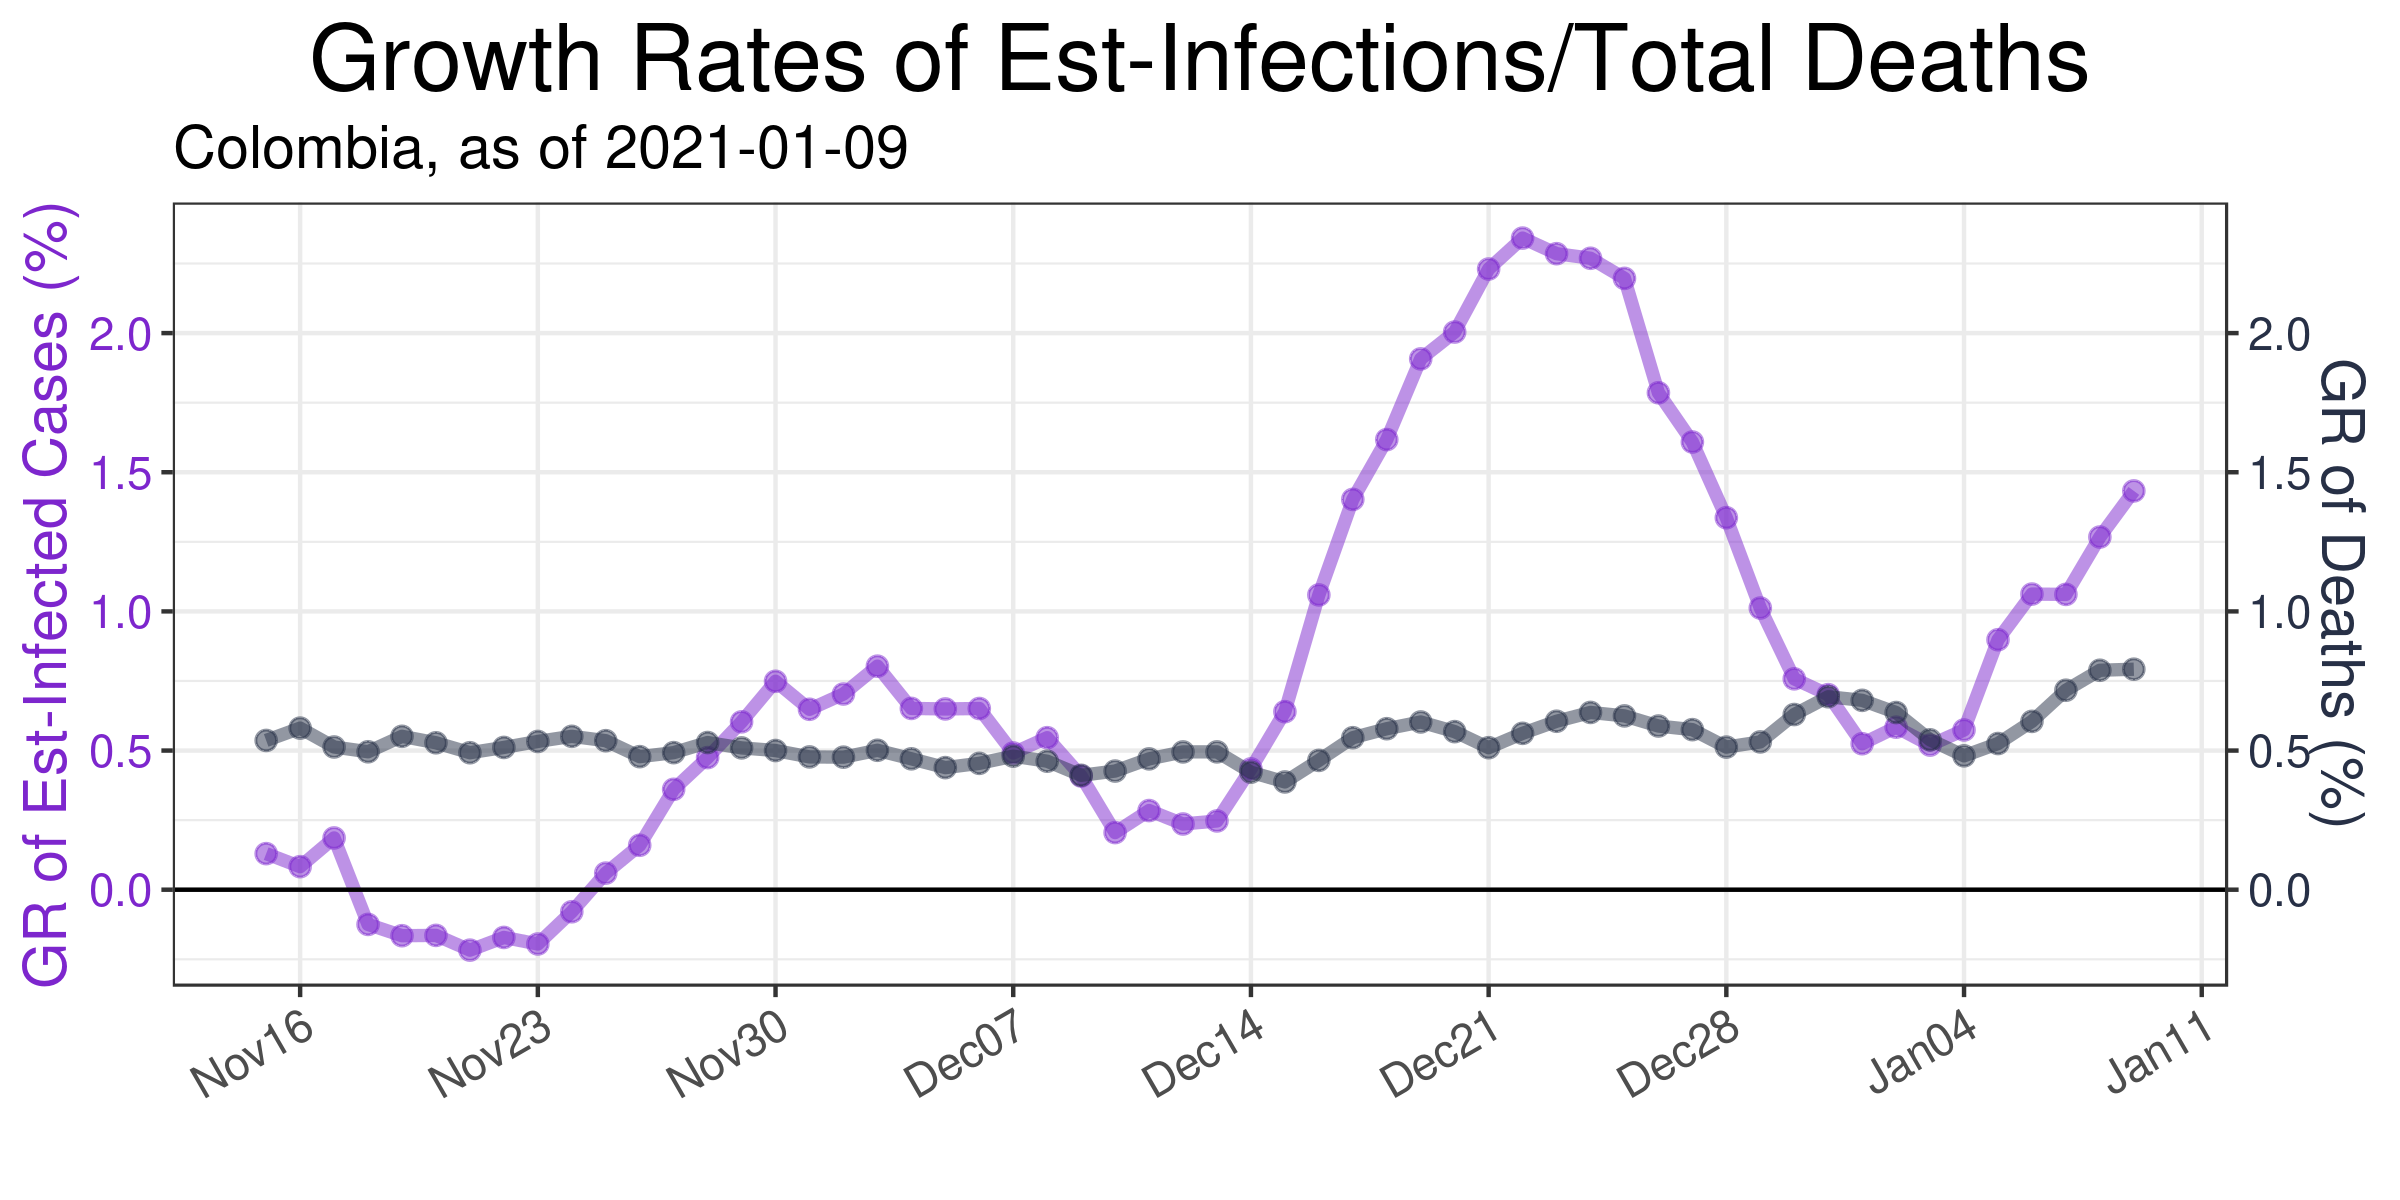 Growth Rates of Est-Infections/Total Deaths
Colombia, as of 2021-01-09
GR of Est-Infected Cases (%)
2.0
1.5
1.0
0.5
0.0
2.0
1.5
1.0
0.5
0.0
GR of Deaths (%)
Nov16
Nov23
Nov30
Dec07
Dec14
Dec21
Dec28
Jan04
Jan11